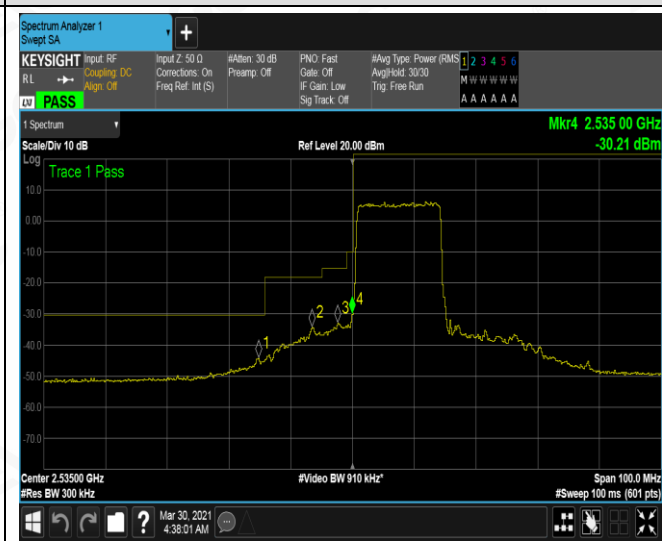 Spectrum Analyzer 1
Swept SA
+
KEYSIGHT
RL
LXI PASS
Input: RF
Coupling: DC
Align: Off
Input Z: 50 Ω
Corrections: On
Freq Ref: Int (S)
#Atten: 30 dB
Preamp: Off
PNO: Fast
Gate: Off
IF Gain: Low
Sig Track: Off
#Avg Type: Power (RMS
Avg|Hold: 30/30
Trig: Free Run
1 2 3 4 5 6
M W W W W W
A A A A A A
1 Spectrum
Mkr4 2.535 00 GHz
-30.21 dBm
Scale/Div 10 dB
Ref Level 20.00 dBm
Log
Trace 1 Pass
10.0
0.00
-10.0
-20.0
-30.0
-40.0
-50.0
-60.0
-70.0
1
2
3
4
Center 2.53500 GHz
#Video BW 910 kHz*
Span 100.0 MHz
#Res BW 300 kHz
#Sweep 100 ms (601 pts)
?
Mar 30, 2021
4:38:01 AM